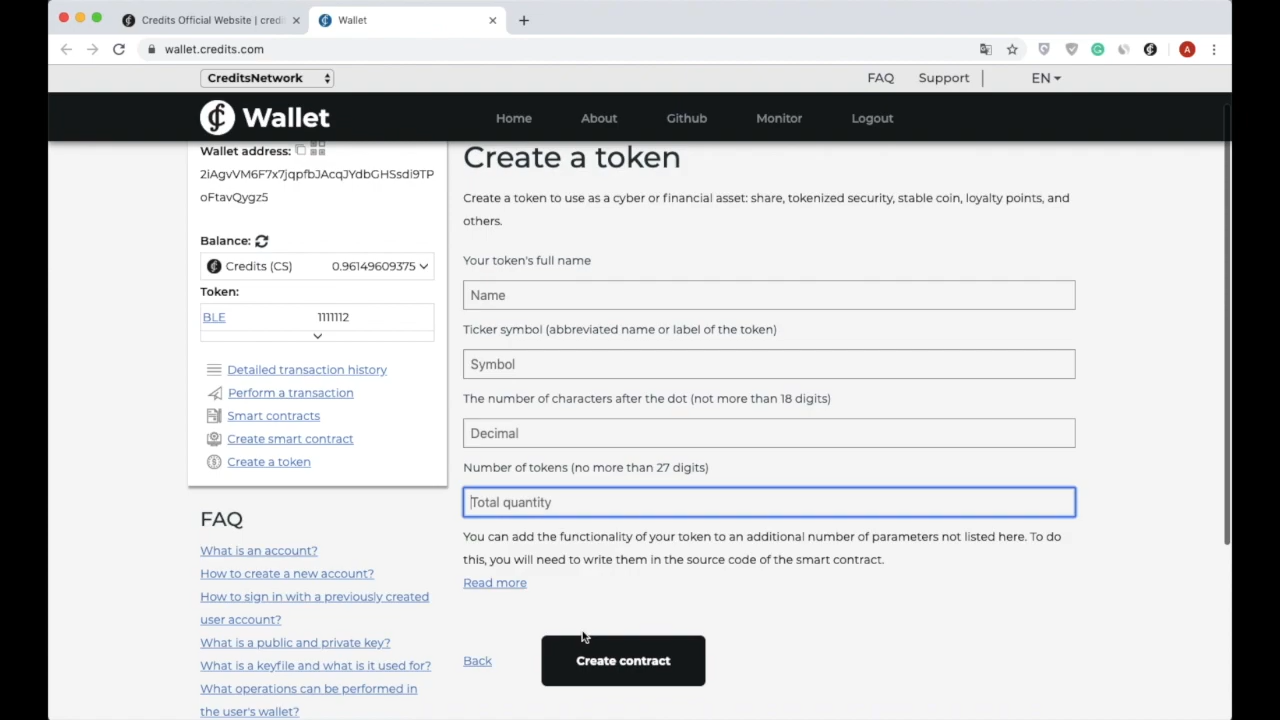 Credits Official Website | credi
Wallet
wallet.credits.com
A
CreditsNetwork
FAQ
Support
EN
Wallet
Home
About
Github
Monitor
Logout
Wallet address:
2iAgvVM6F7x7jqpfbJAcqJYdbGHSsdi9TP
oFtavQygz5
Balance:
Credits (CS) 0.96149609375
Token:
BLE 1111112
Detailed transaction history
Perform a transaction
Smart contracts
Create smart contract
Create a token
FAQ
What is an account?
How to create a new account?
How to sign in with a previously created
user account?
What is a public and private key?
What is a keyfile and what is it used for?
What operations can be performed in
the user's wallet?
Create a token
Create a token to use as a cyber or financial asset: share, tokenized security, stable coin, loyalty points, and
others.
Your token's full name
Name
Ticker symbol (abbreviated name or label of the token)
Symbol
The number of characters after the dot (not more than 18 digits)
Decimal
Number of tokens (no more than 27 digits)
Total quantity
You can add the functionality of your token to an additional number of parameters not listed here. To do
this, you will need to write them in the source code of the smart contract.
Read more
Back
Create contract